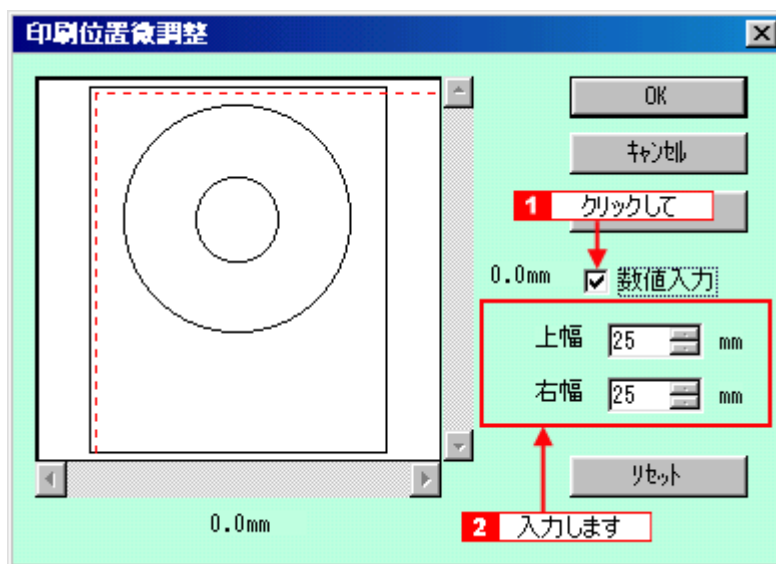 印刷位置微調整
OK
ｷｬﾝｾﾙ
1 クリックして
0.0mm 数値入力
上幅 25 mm
右幅 25 mm
ﾘｾｯﾄ
0.0mm
2 入力します